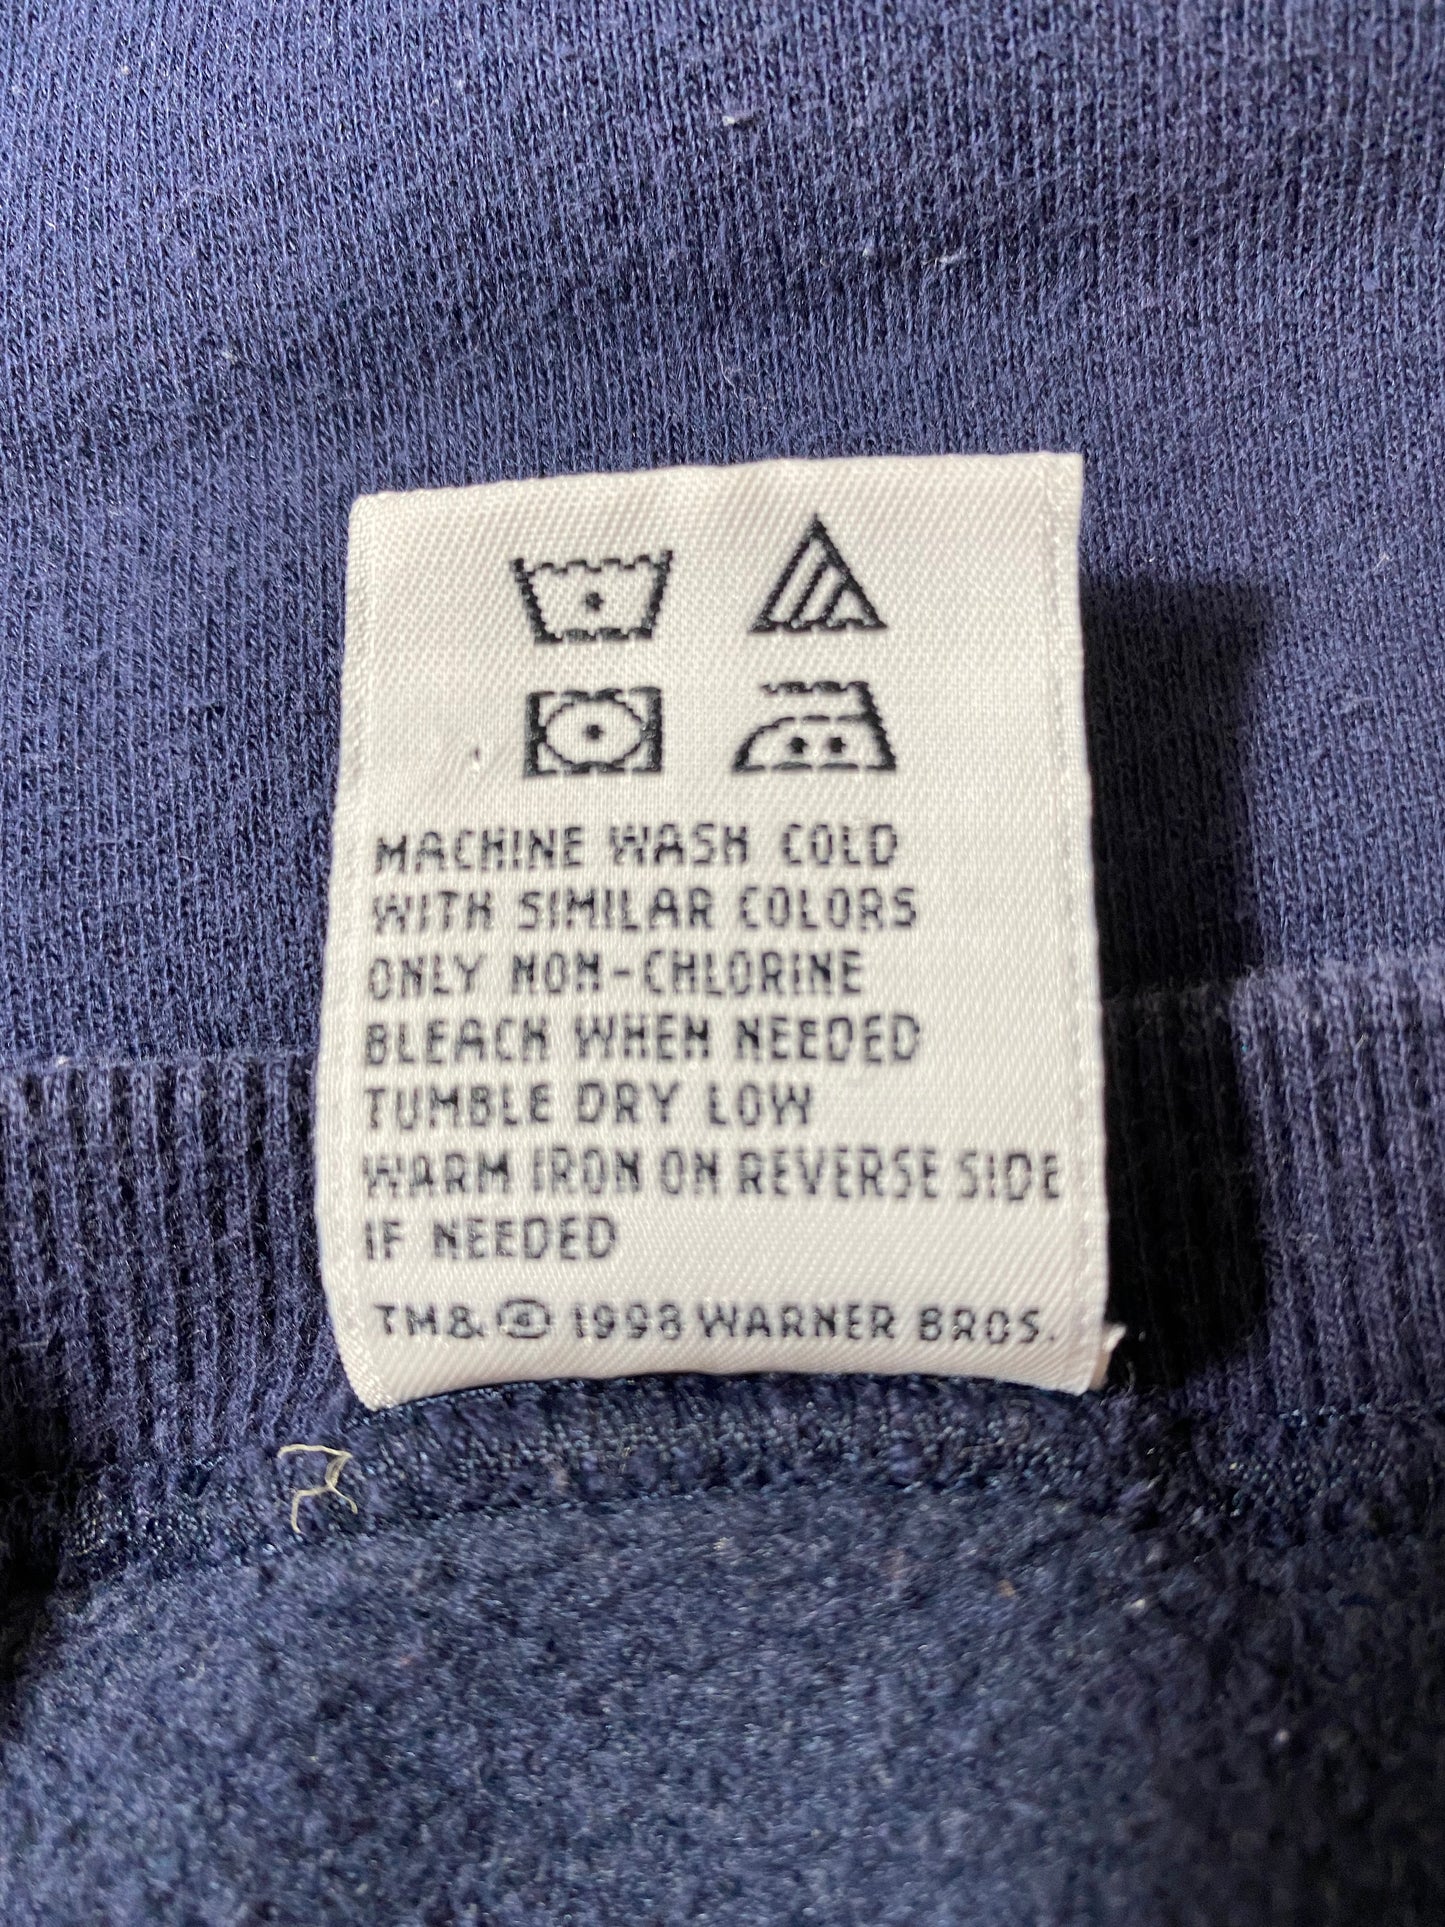 MACHINE WASH COLD
WITH SIMILAR COLORS
ONLY NON-CHLORINE
BLEACH WHEN NEEDED
TUMBLE DRY LOW
WARM IRON ON REVERSE SIDE
IF NEEDED
TM& © 1998 WARNER BROS.